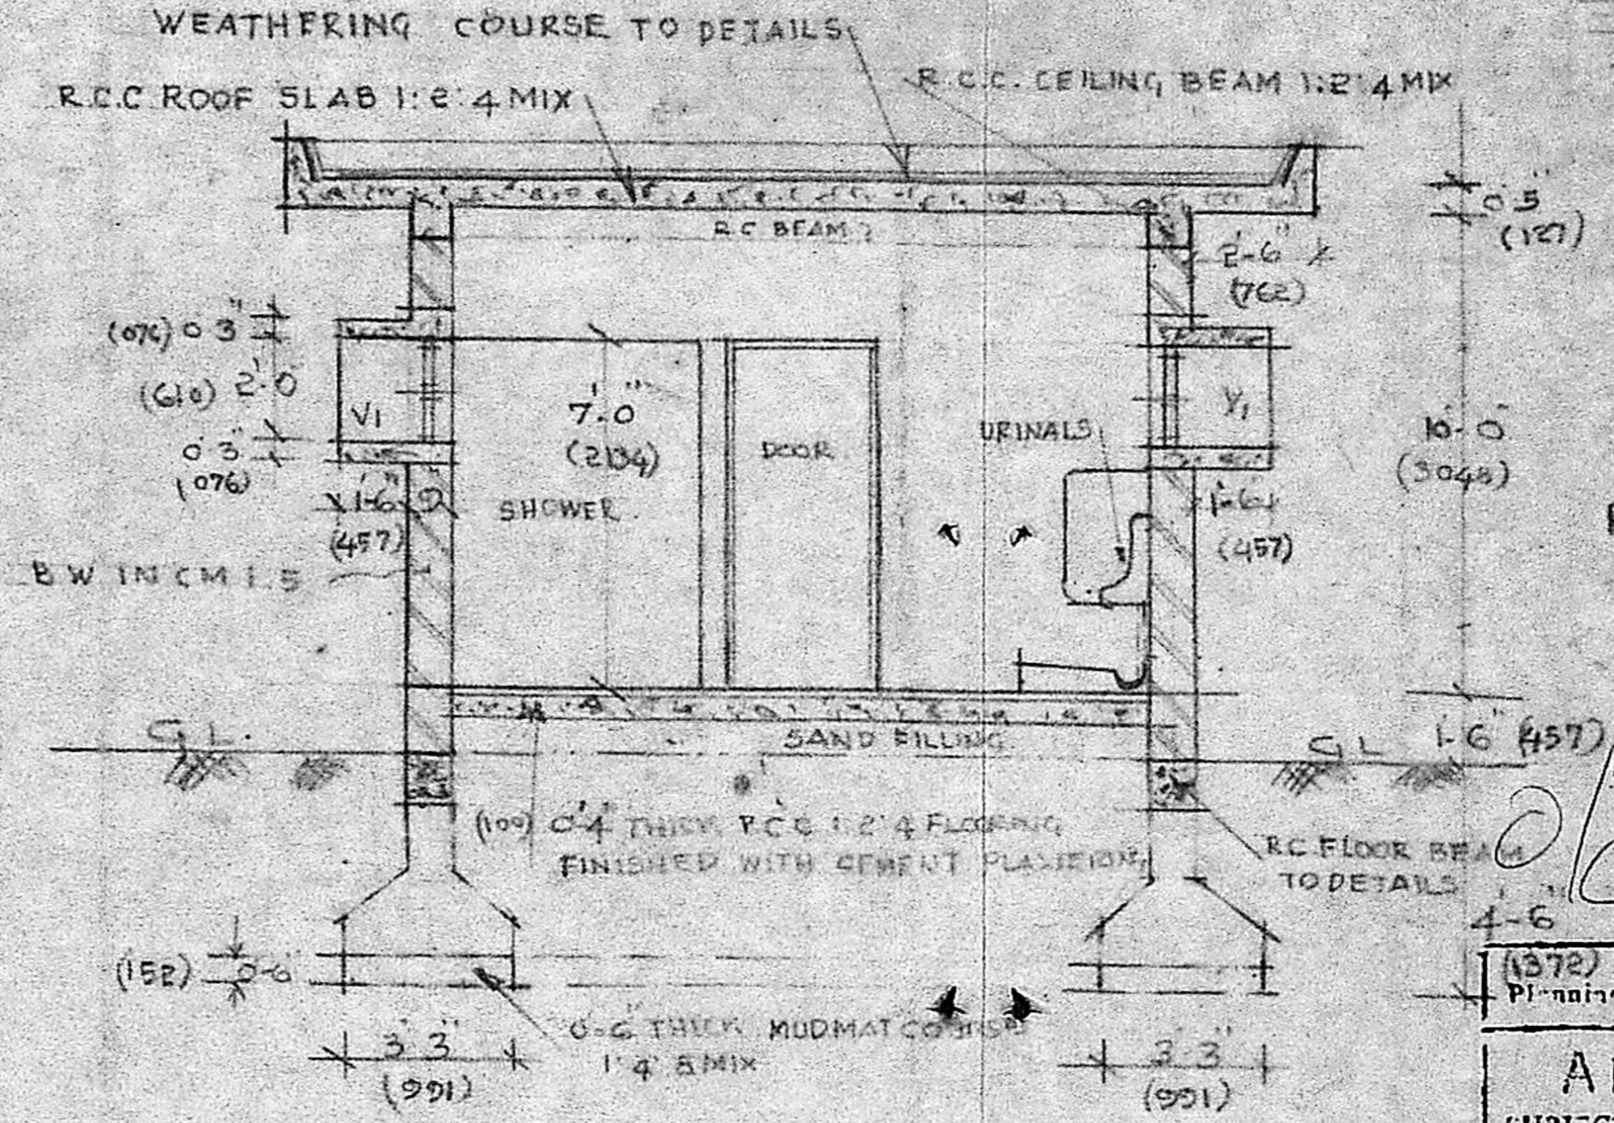 WEATHERING COURSE TO DETAILS
R.C.C ROOF SLAB 1:2:4 MIX
R.C.C. CEILING BEAM 1:2:4 MIX
0'5"
(127)
R C BEAM
2'-6"
(762)
(076) 0'3"
(610) 2'-0"
0'3"
(076)
V1
7'-0"
(2134)
DOOR
URINALS
V1
10'-0"
(3048)
1'-6"
(457)
9"
SHOWER
1'-6"
(457)
B W IN CM 1:5
G L.
SAND FILLING
G L
1'-6" (457)
(100) 0'4" THICK P.C.C 1:2:4 FLOORING
FINISHED WITH CEMENT
R.C. FLOOR BEAM
TO DETAILS
4'-6"
(1372)
Planning
(152) 0'-6"
0'-6" THICK MUDMAT COURSE
1:4:8 MIX
3'3"
(991)
3'-3"
(991)
A